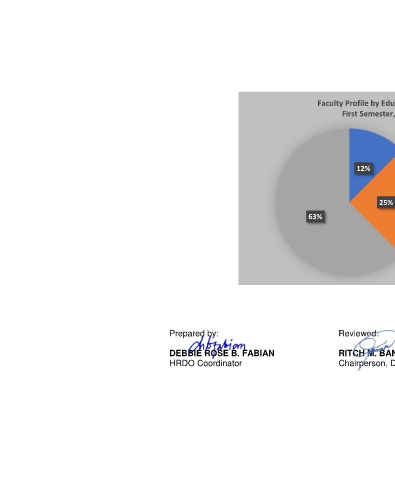 Faculty Profile by Edu
First Semester,
12%
25%
63%
Prepared by:
DEBBIE ROSE B. FABIAN
HRDO Coordinator
Reviewed:
RITCH M. BAN
Chairperson, D